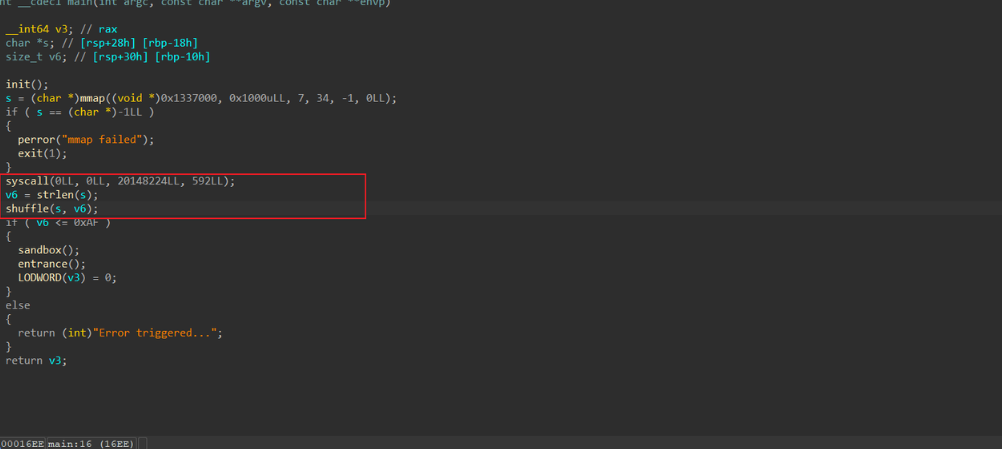 int __cdecl main(int argc, const char **argv, const char **envp)
__int64 v3; // rax
char *s; // [rsp+28h] [rbp-18h]
size_t v6; // [rsp+30h] [rbp-10h]
init();
s = (char *)mmap((void *)0x1337000, 0x1000uLL, 7, 34, -1, 0LL);
if ( s == (char *)-1LL )
{
perror("mmap failed");
exit(1);
}
syscall(0LL, 0LL, 20148224LL, 592LL);
v6 = strlen(s);
shuffle(s, v6);
if ( v6 <= 0xAF )
{
sandbox();
entrance();
LODWORD(v3) = 0;
}
else
{
return (int)"Error triggered...";
}
return v3;
000016EE main:16 (16EE)